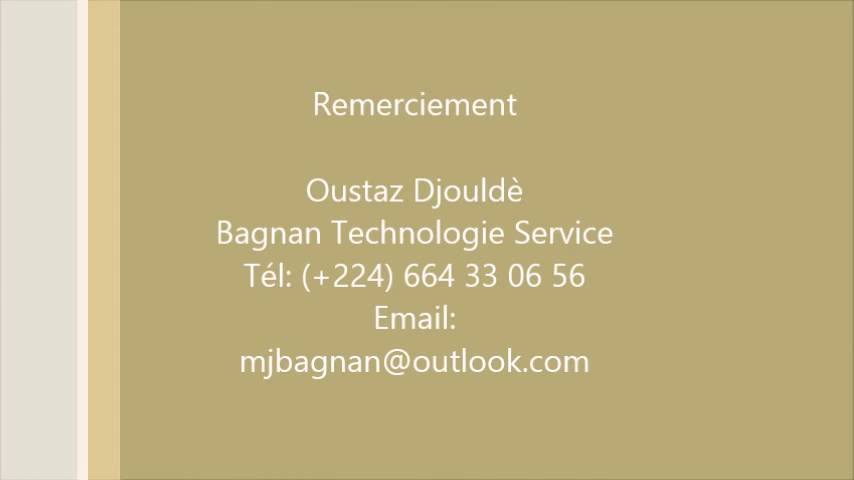 Remerciement
Oustaz Djouldè
Bagnan Technologie Service
Tél: (+224) 664 33 06 56
Email:
mjbagnan@outlook.com